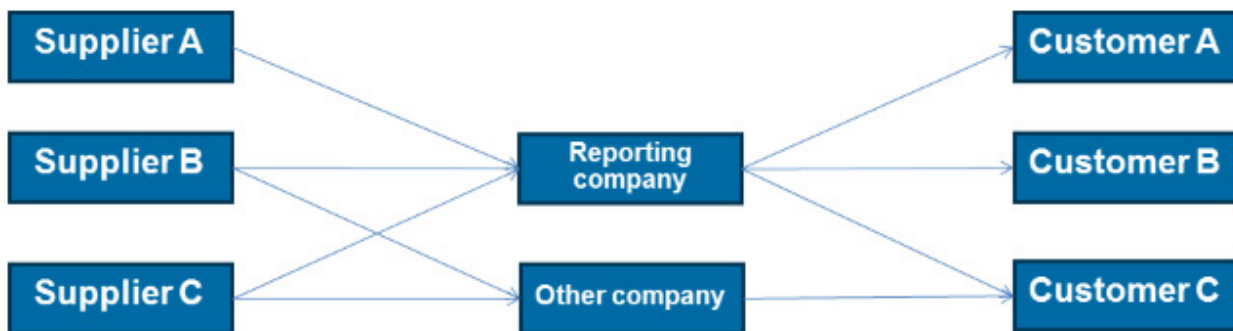 Supplier A
Customer A
Supplier B
Reporting
company
Customer B
Supplier C
Other company
Customer C